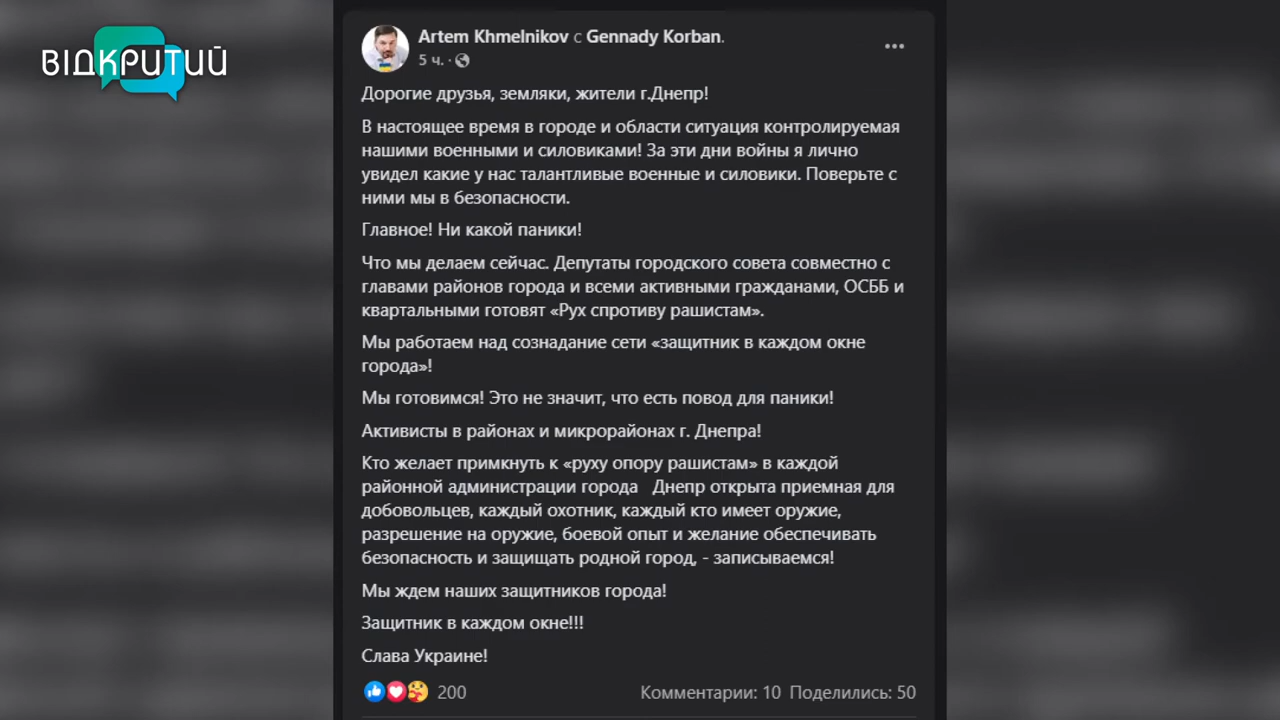 ВІДКРИТИЙ
Artem Khmelnikov с Gennady Korban.
5 ч. ·
Дорогие друзья, земляки, жители г.Днепр!
В настоящее время в городе и области ситуация контролируемая
нашими военными и силовиками! За эти дни войны я лично
увидел какие у нас талантливые военные и силовики. Поверьте с
ними мы в безопасности.
Главное! Ни какой паники!
Что мы делаем сейчас. Депутаты городского совета совместно с
главами районов города и всеми активными гражданами, ОСББ и
квартальными готовят «Рух спротиву рашистам».
Мы работаем над сознадание сети «защитник в каждом окне
города»!
Мы готовимся! Это не значит, что есть повод для паники!
Активисты в районах и микрорайонах г. Днепра!
Кто желает примкнуть к «руху опору рашистам» в каждой
районной администрации города   Днепр открыта приемная для
добовольцев, каждый охотник, каждый кто имеет оружие,
разрешение на оружие, боевой опыт и желание обеспечивать
безопасность и защищать родной город, - записываемся!
Мы ждем наших защитников города!
Защитник в каждом окне!!!
Слава Украине!
200 Комментарии: 10 Поделились: 50